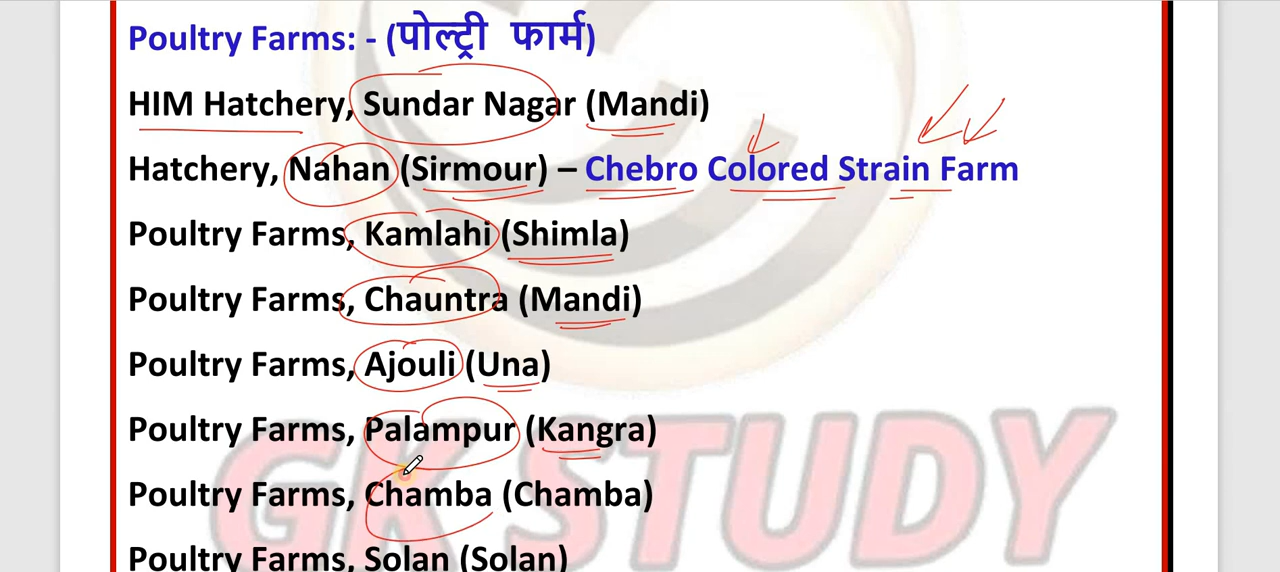 Poultry Farms: - (पोल्ट्री फार्म)
HIM Hatchery, Sundar Nagar (Mandi)
Hatchery, Nahan (Sirmour) – Chebro Colored Strain Farm
Poultry Farms, Kamlahi (Shimla)
Poultry Farms, Chauntra (Mandi)
Poultry Farms, Ajouli (Una)
Poultry Farms, Palampur (Kangra)
Poultry Farms, Chamba (Chamba)
Poultry Farms, Solan (Solan)
GK STUDY